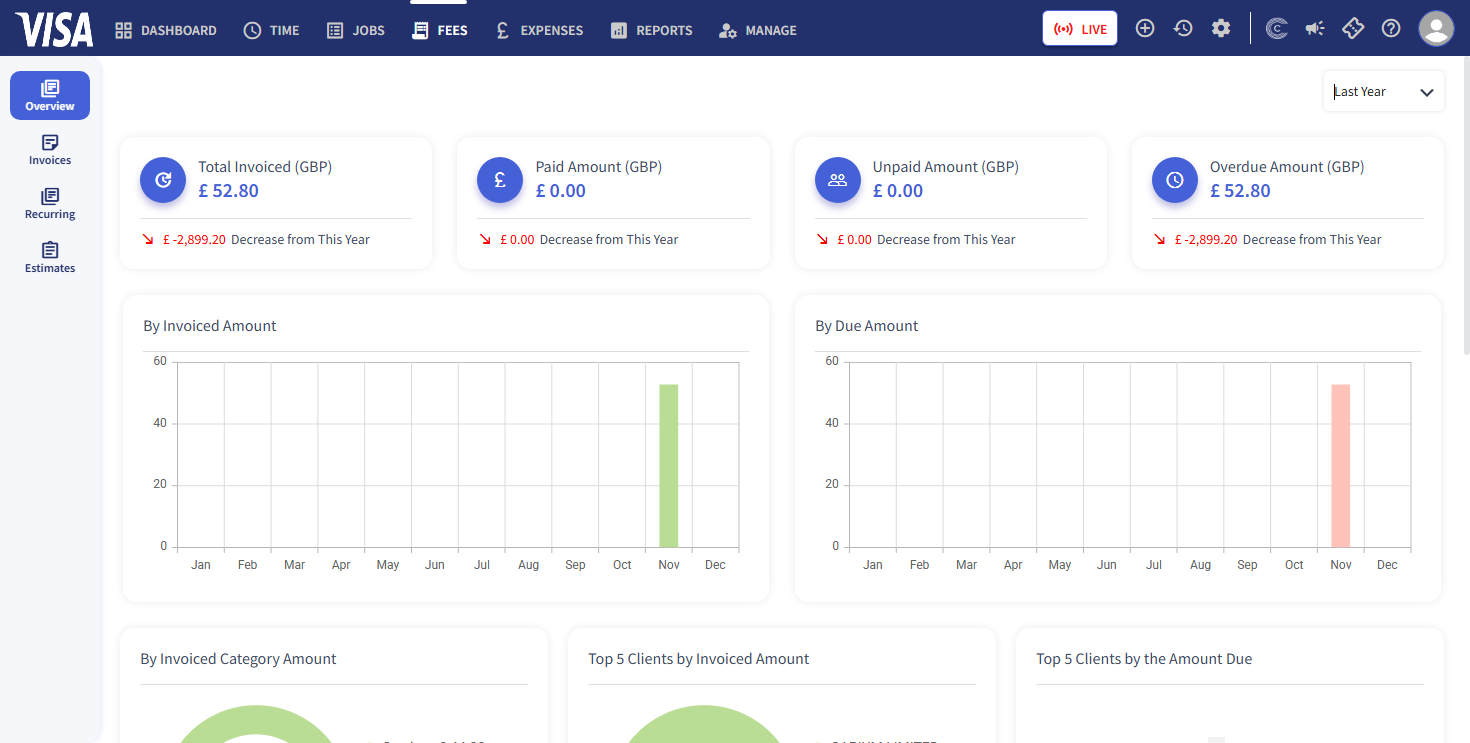 VISA
DASHBOARD
TIME
JOBS
FEES
£ EXPENSES
REPORTS
MANAGE
LIVE
Overview
Invoices
Recurring
Estimates
Last Year
Total Invoiced (GBP)
£ 52.80
£ -2,899.20 Decrease from This Year
£
Paid Amount (GBP)
£ 0.00
£ 0.00 Decrease from This Year
Unpaid Amount (GBP)
£ 0.00
£ 0.00 Decrease from This Year
Overdue Amount (GBP)
£ 52.80
£ -2,899.20 Decrease from This Year
By Invoiced Amount
60
40
20
0
Jan Feb Mar Apr May Jun Jul Aug Sep Oct Nov Dec
By Due Amount
60
40
20
0
Jan Feb Mar Apr May Jun Jul Aug Sep Oct Nov Dec
By Invoiced Category Amount
Top 5 Clients by Invoiced Amount
Top 5 Clients by the Amount Due